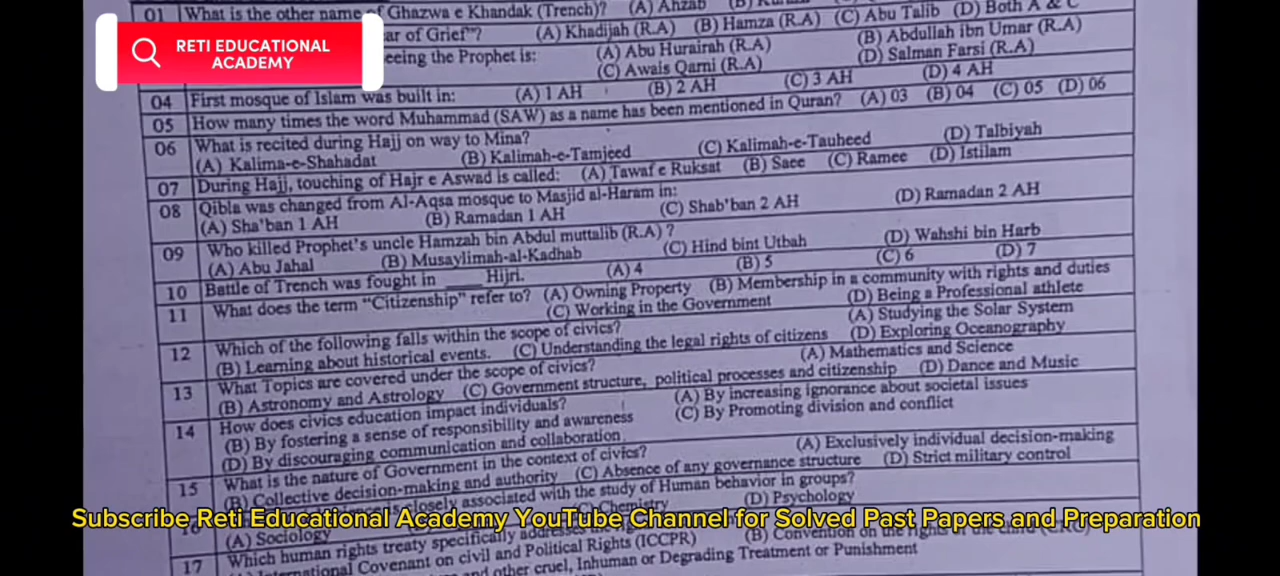 01 What is the other name of Ghazwa e Khandak (Trench)? (A) Ahzab (B)
ar of Grief"? (A) Khadijah (R.A) (B) Hamza (R.A) (C) Abu Talib (D) Both A & C
RETI EDUCATIONAL
ACADEMY
eeing the Prophet is: (A) Abu Hurairah (R.A) (B) Abdullah ibn Umar (R.A)
(C) Awais Qarni (R.A) (D) Salman Farsi (R.A)
04 First mosque of Islam was built in: (A) 1 AH (B) 2 AH (C) 3 AH (D) 4 AH
05 How many times the word Muhammad (SAW) as a name has been mentioned in Quran? (A) 03 (B) 04 (C) 05 (D) 06
06 What is recited during Hajj on way to Mina?
(A) Kalima-e-Shahadat (B) Kalimah-e-Tamjeed (C) Kalimah-e-Tauheed (D) Talbiyah
07 During Hajj, touching of Hajr e Aswad is called: (A) Tawaf e Ruksat (B) Saee (C) Ramee (D) Istilam
08 Qibla was changed from Al-Aqsa mosque to Masjid al-Haram in:
(A) Sha'ban 1 AH (B) Ramadan 1 AH (C) Shab'ban 2 AH (D) Ramadan 2 AH
09 Who killed Prophet's uncle Hamzah bin Abdul muttalib (R.A) ?
(A) Abu Jahal (B) Musaylimah-al-Kadhab (C) Hind bint Utbah (D) Wahshi bin Harb
10 Battle of Trench was fought in ____ Hijri. (A) 4 (B) 5 (C) 6 (D) 7
11 What does the term "Citizenship" refer to? (A) Owning Property (B) Membership in a community with rights and duties
(C) Working in the Government (D) Being a Professional athlete
12 Which of the following falls within the scope of civics? (A) Studying the Solar System
(B) Learning about historical events. (C) Understanding the legal rights of citizens (D) Exploring Oceanography
13 What Topics are covered under the scope of civics? (A) Mathematics and Science
(B) Astronomy and Astrology (C) Government structure, political processes and citizenship (D) Dance and Music
14 How does civics education impact individuals? (A) By increasing ignorance about societal issues
(B) By fostering a sense of responsibility and awareness (C) By Promoting division and conflict
(D) By discouraging communication and collaboration
15 What is the nature of Government in the context of civics? (A) Exclusively individual decision-making
(B) Collective decision-making and authority (C) Absence of any governance structure (D) Strict military control
closely associated with the study of Human behavior in groups?
Subscribe Reti Educational Academy YouTube Channel for Solved Past Papers and Preparation
(A) Sociology Chemistry (D) Psychology
17 Which human rights treaty specifically addresses the
International Covenant on civil and Political Rights (ICCPR) (B) Convention on the
and other cruel, Inhuman or Degrading Treatment or Punishment